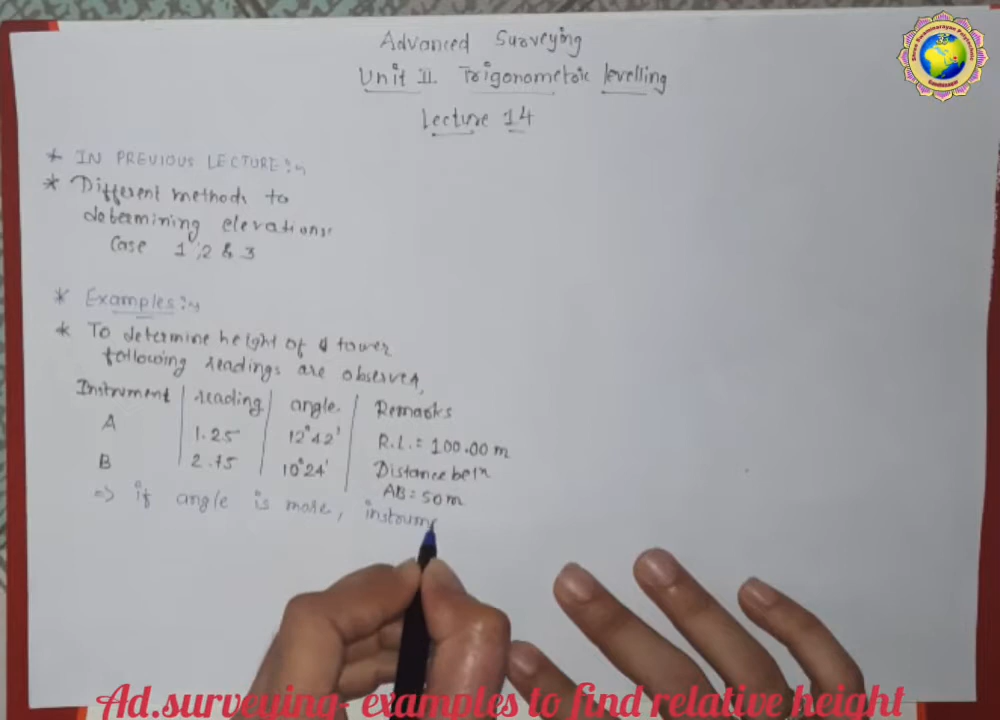 Advanced Surveying
Unit II. Trigonometric levelling
Lecture 14
* IN PREVIOUS LECTURE :-
* Different methods to
determining elevations
Case 1, 2 & 3
* Examples :-
* To determine height of tower
following readings are observed,
Instrument reading angle Remarks
A 1.25 12°42' R.L. = 100.00 m
B 2.75 10°24' Distance betn
AB = 50m
=> if angle is more, instrum
Ad.surveying- examples to find relative height